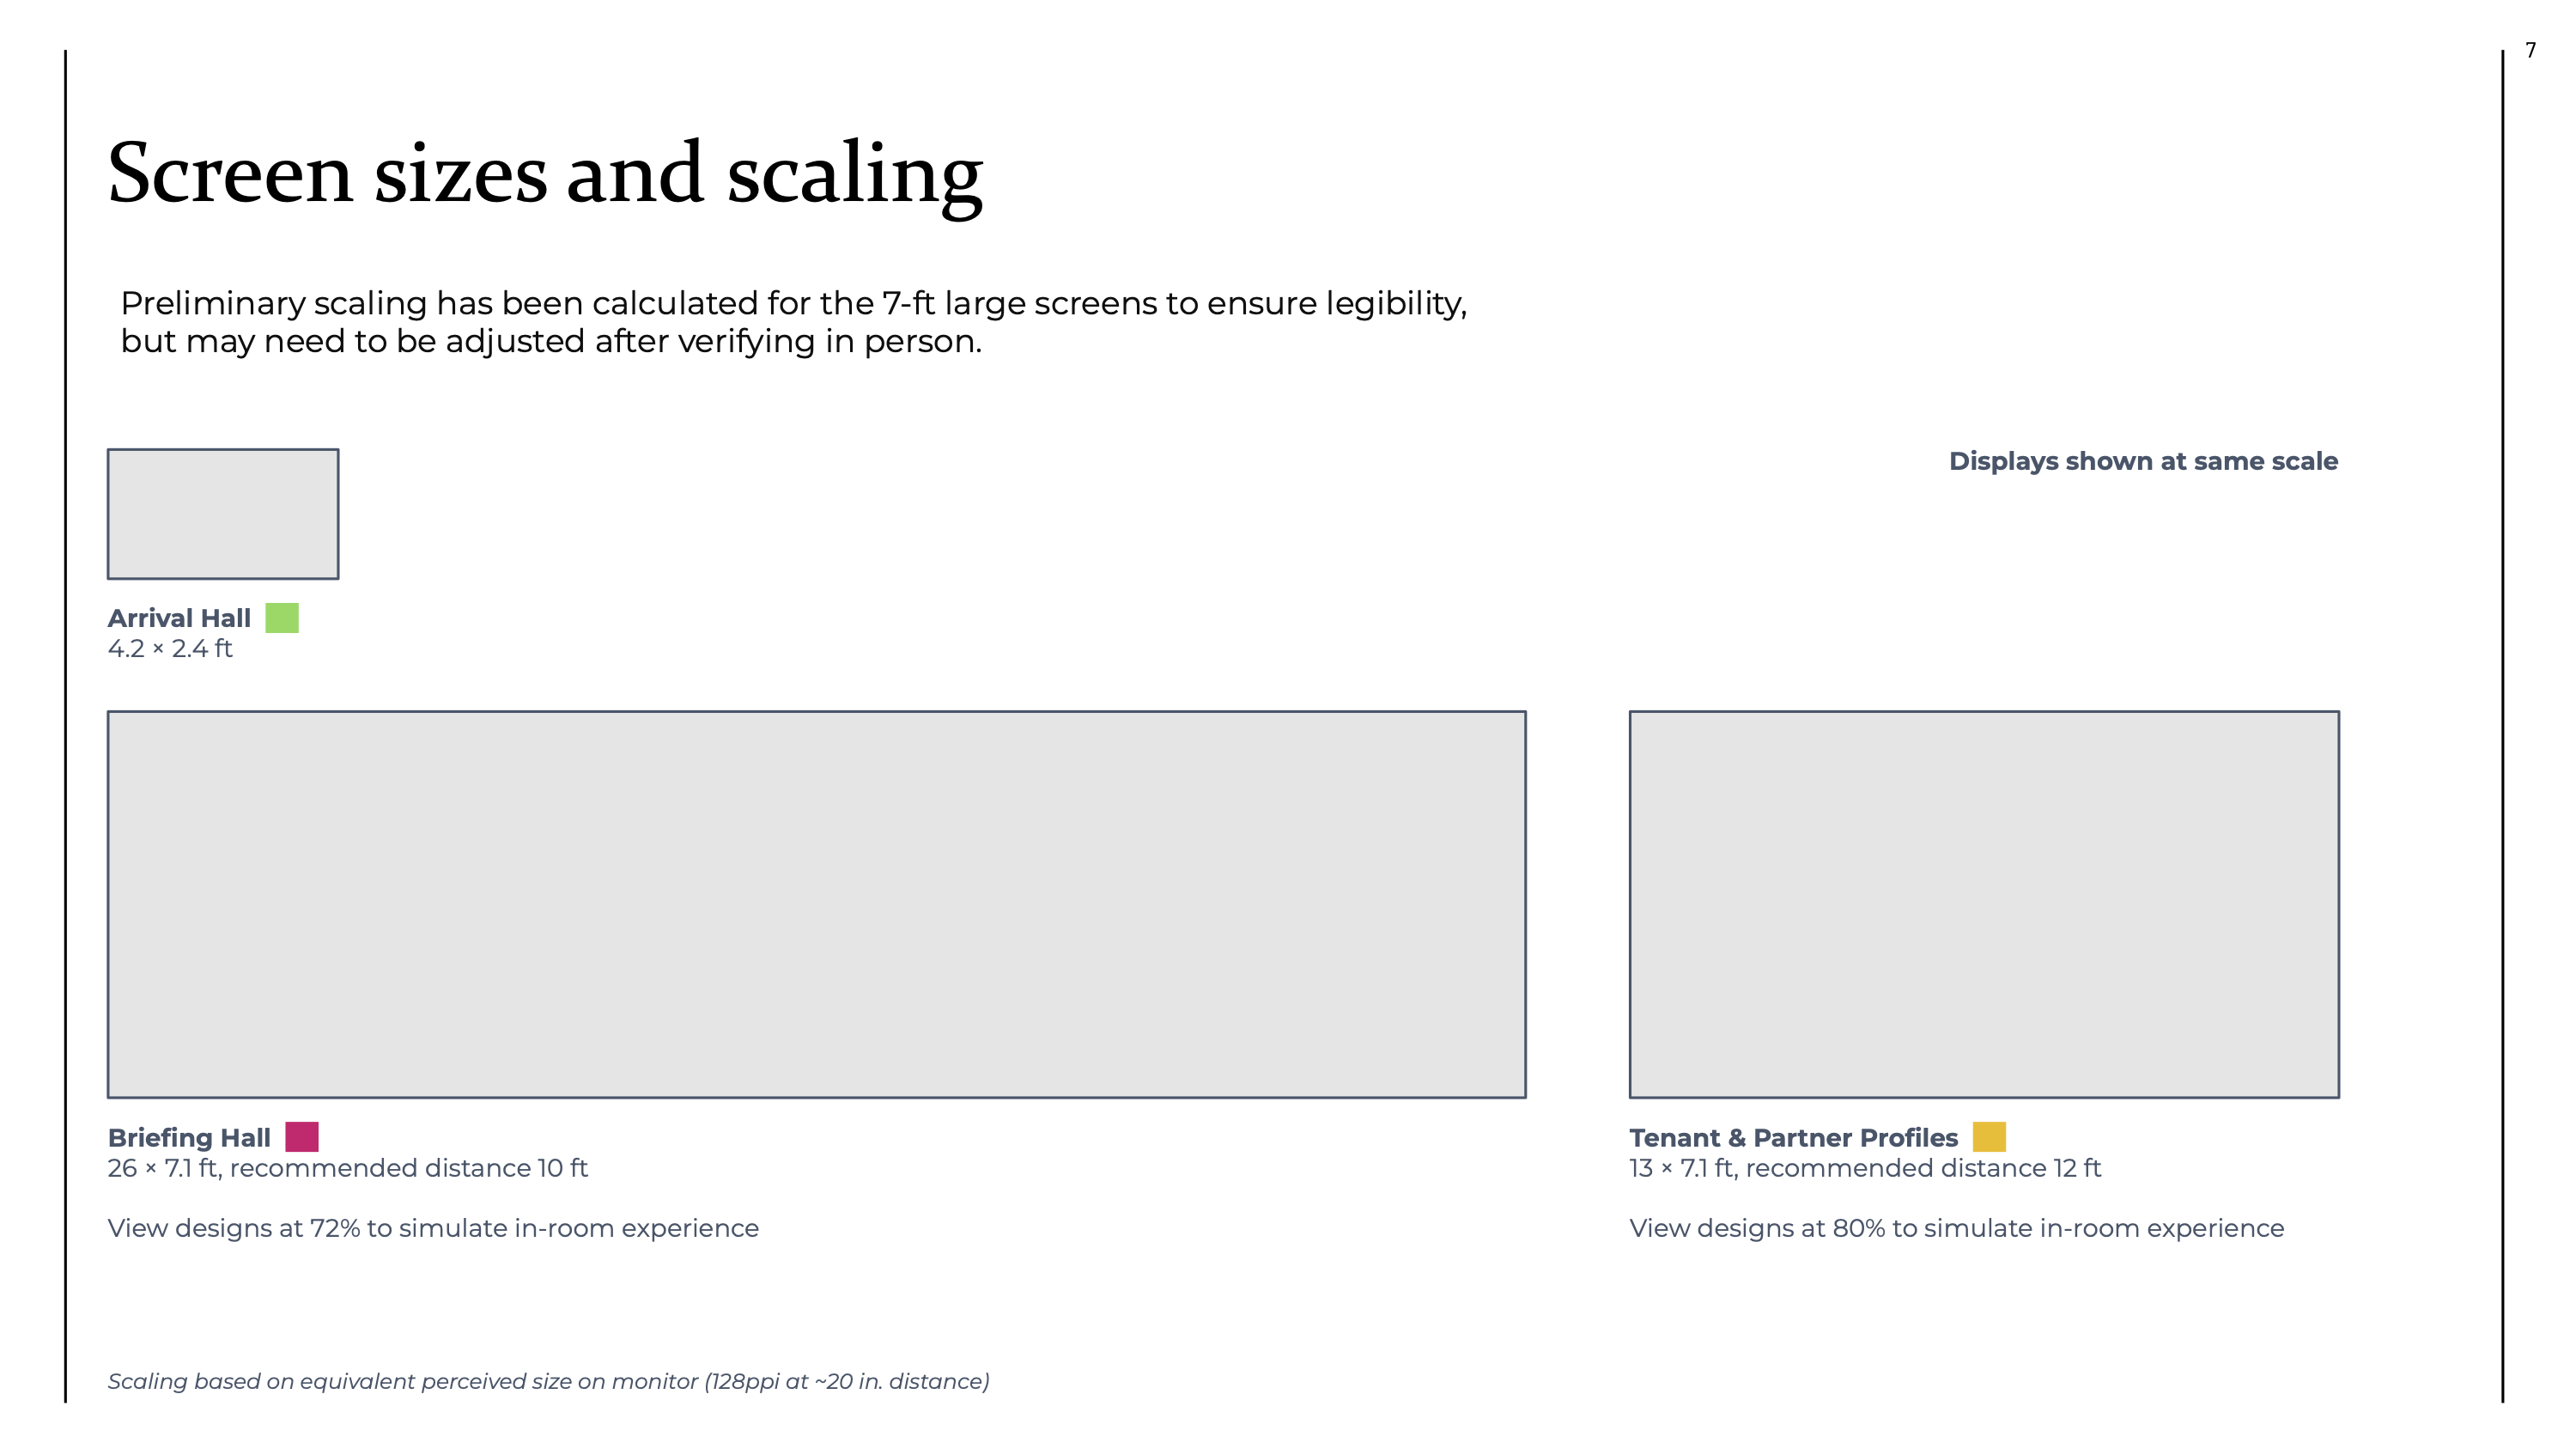 7
Screen sizes and scaling
Preliminary scaling has been calculated for the 7-ft large screens to ensure legibility,
but may need to be adjusted after verifying in person.
Displays shown at same scale
Arrival Hall
4.2 × 2.4 ft
Briefing Hall
26 × 7.1 ft, recommended distance 10 ft
View designs at 72% to simulate in-room experience
Tenant & Partner Profiles
13 × 7.1 ft, recommended distance 12 ft
View designs at 80% to simulate in-room experience
Scaling based on equivalent perceived size on monitor (128ppi at ~20 in. distance)